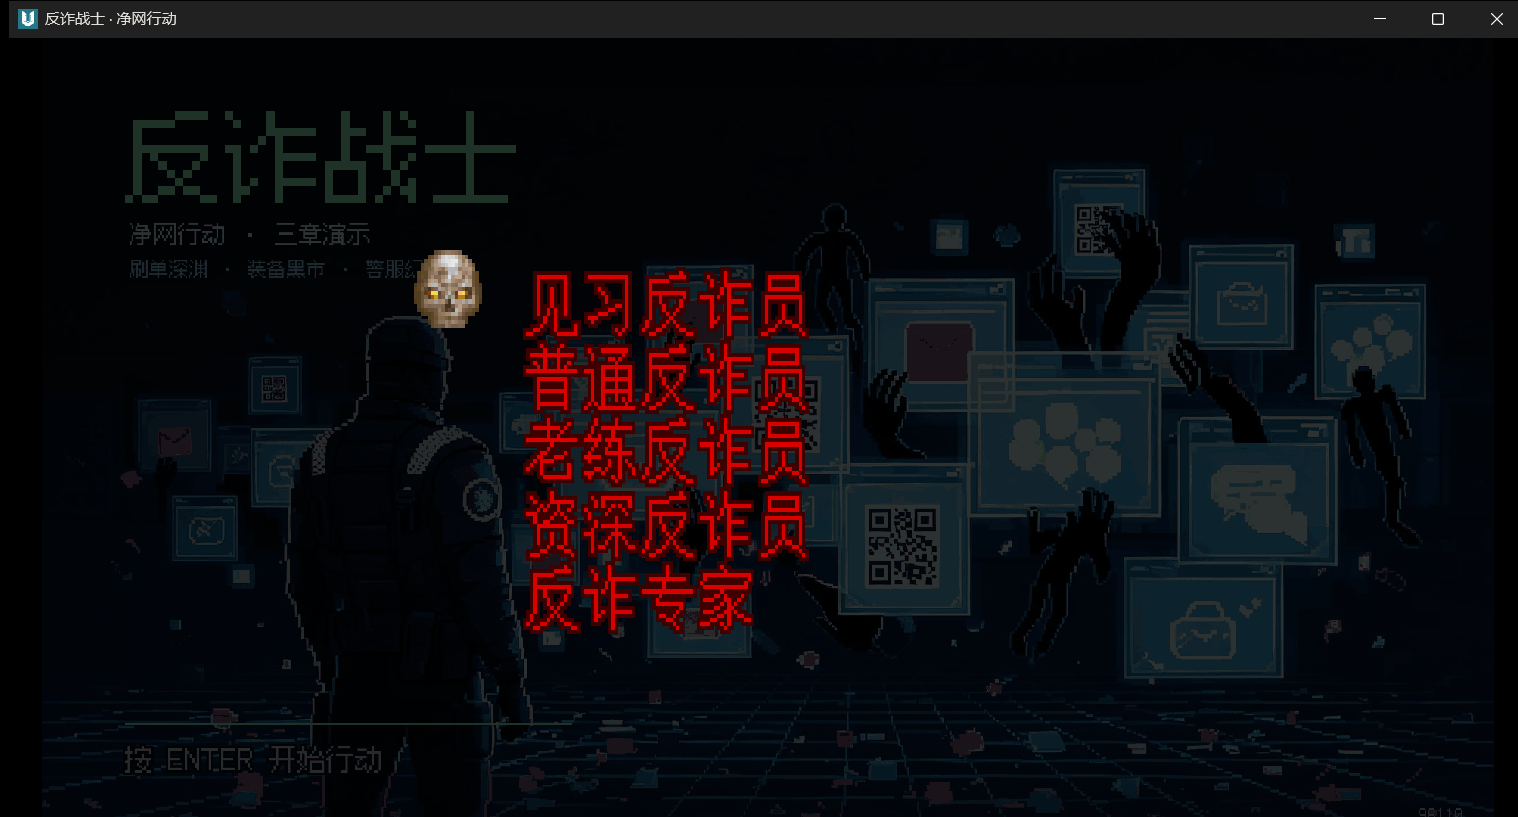 反诈战士 · 净网行动
反诈战士
净网行动 · 三章演示
刷单深渊 · 装备黑市 · 警服
见习反诈员
普通反诈员
老练反诈员
资深反诈员
反诈专家
按 ENTER 开始行动